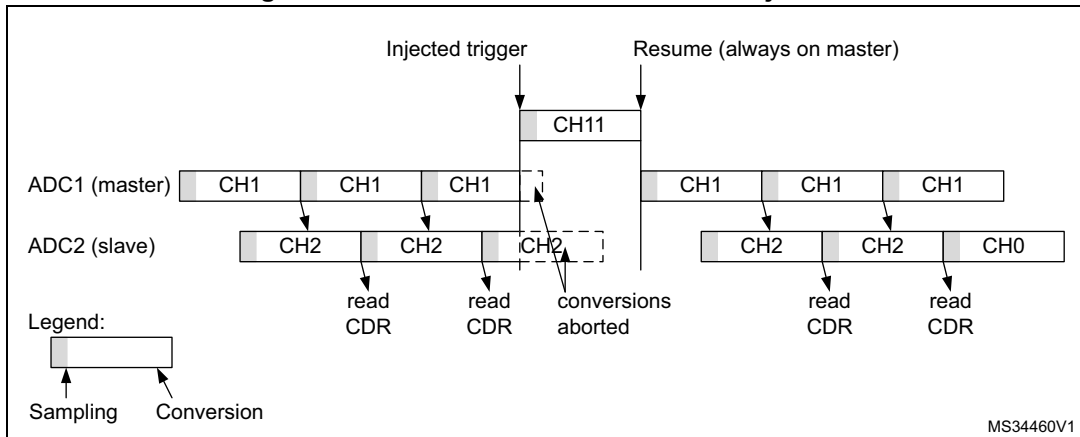 Injected trigger
Resume (always on master)
CH11
ADC1 (master)
CH1
CH1
CH1
CH1
CH1
CH1
ADC2 (slave)
CH2
CH2
CH2
CH2
CH2
CH0
read
CDR
read
CDR
conversions
aborted
read
CDR
read
CDR
Legend:
Sampling
Conversion
MS34460V1